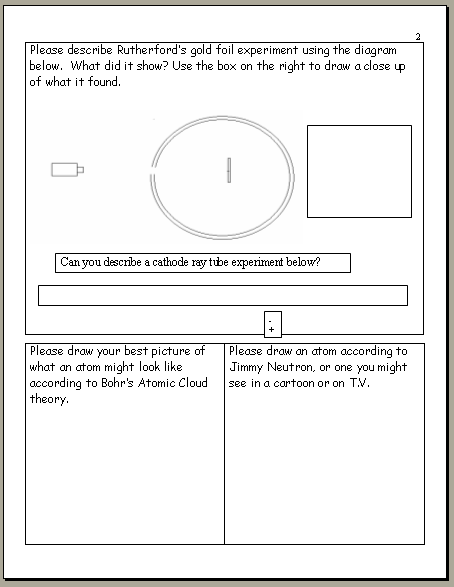 2
Please describe Rutherford's gold foil experiment using the diagram
below. What did it show? Use the box on the right to draw a close up
of what it found.
Can you describe a cathode ray tube experiment below?
-
+
Please draw your best picture of
what an atom might look like
according to Bohr's Atomic Cloud
theory.
Please draw an atom according to
Jimmy Neutron, or one you might
see in a cartoon or on T.V.